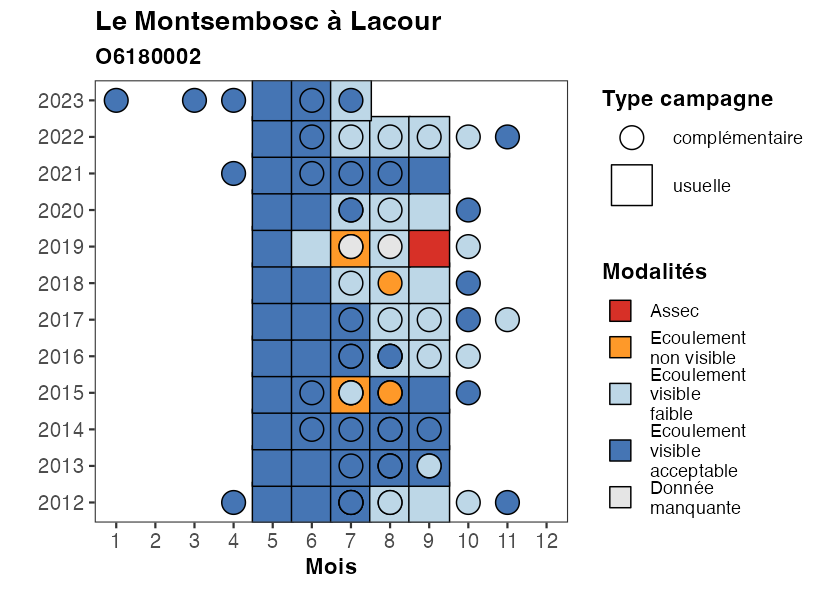 Le Montsembosc à Lacour
O6180002
2023
2022
2021
2020
2019
2018
2017
2016
2015
2014
2013
2012
1 2 3 4 5 6 7 8 9 10 11 12
Mois
Type campagne
complémentaire
usuelle
Modalités
Assec
Ecoulement
non visible
Ecoulement
visible
faible
Ecoulement
visible
acceptable
Donnée
manquante